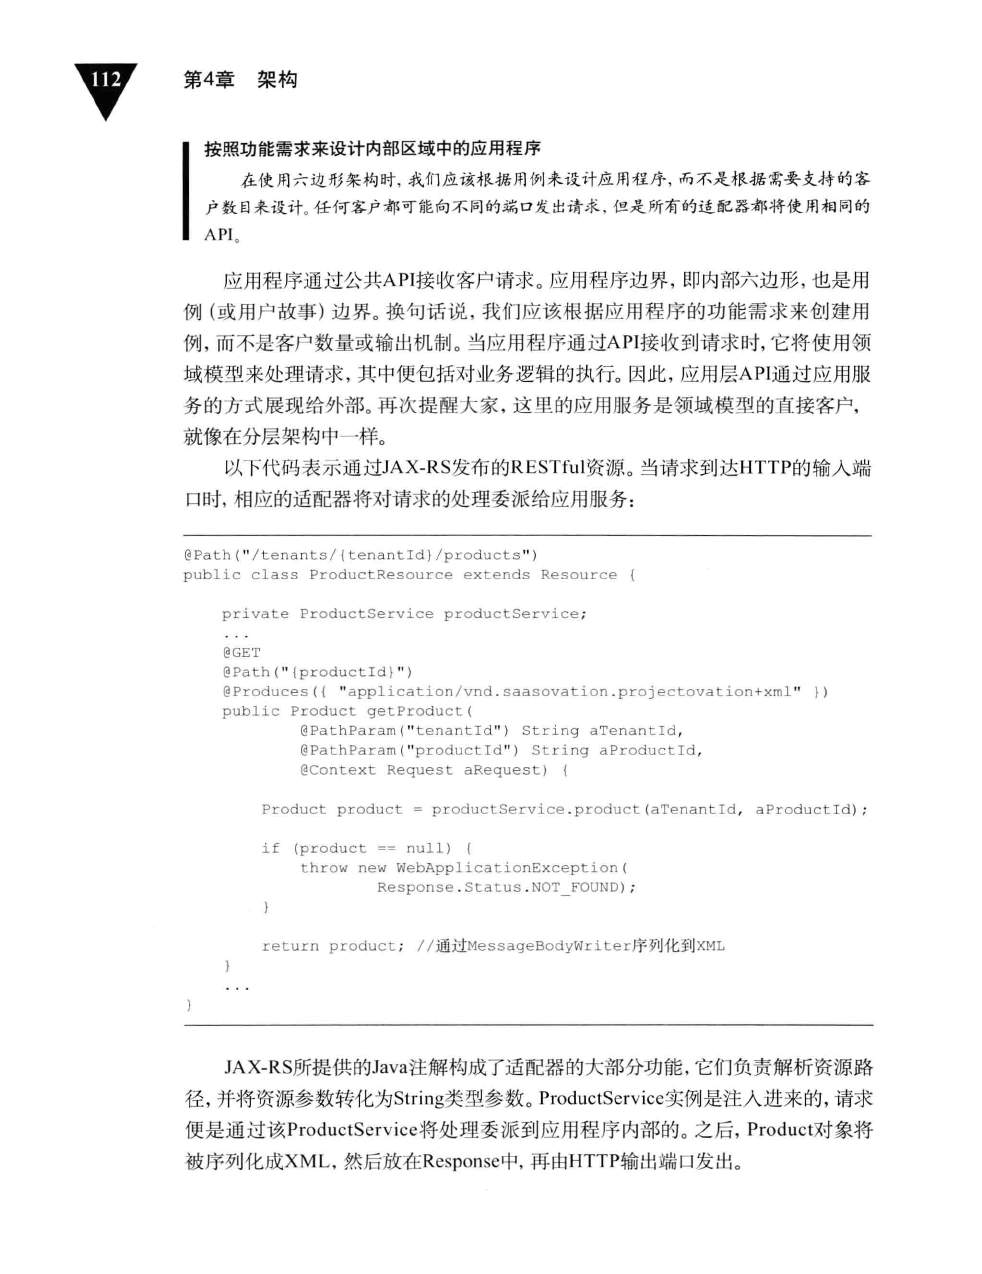 112
第4章 架构
按照功能需求来设计内部区域中的应用程序
在使用六边形架构时，我们应该根据用例来设计应用程序，而不是根据需要支持的客
户数目来设计。任何客户都可能向不同的端口发出请求，但是所有的适配器都将使用相同的
API。
应用程序通过公共API接收客户请求。应用程序边界，即内部六边形，也是用
例（或用户故事）边界。换句话说，我们应该根据应用程序的功能需求来创建用
例，而不是客户数量或输出机制。当应用程序通过API接收到请求时，它将使用领
域模型来处理请求，其中便包括对业务逻辑的执行。因此，应用层API通过应用服
务的方式展现给外部。再次提醒大家，这里的应用服务是领域模型的直接客户，
就像在分层架构中一样。
以下代码表示通过JAX-RS发布的RESTful资源。当请求到达HTTP的输入端
口时，相应的适配器将对请求的处理委派给应用服务：
@Path("/tenants/{tenantId}/products")
public class ProductResource extends Resource {
private ProductService productService;
...
@GET
@Path("{productId}")
@Produces({ "application/vnd.saasovation.projectovation+xml" })
public Product getProduct(
@PathParam("tenantId") String aTenantId,
@PathParam("productId") String aProductId,
@Context Request aRequest) {
Product product = productService.product(aTenantId, aProductId);
if (product == null) {
throw new WebApplicationException(
Response.Status.NOT_FOUND);
}
return product; //通过MessageBodyWriter序列化到XML
}
...
}
JAX-RS所提供的Java注解构成了适配器的大部分功能，它们负责解析资源路
径，并将资源参数转化为String类型参数。ProductService实例是注入进来的，请求
便是通过该ProductService将处理委派到应用程序内部的。之后，Product对象将
被序列化成XML，然后放在Response中，再由HTTP输出端口发出。